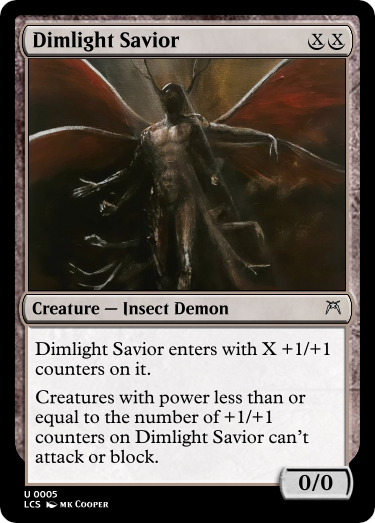 Dimlight Savior XX
Creature — Insect Demon
Dimlight Savior enters with X +1/+1
counters on it.
Creatures with power less than or
equal to the number of +1/+1
counters on Dimlight Savior can't
attack or block.
0/0
U 0005
LCS MK COOPER